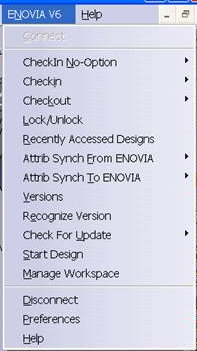 ENOVIA V6 Help
Connect
CheckIn No-Option
Checkin
Checkout
Lock/Unlock
Recently Accessed Designs
Attrib Synch From ENOVIA
Attrib Synch To ENOVIA
Versions
Recognize Version
Check For Update
Start Design
Manage Workspace
Disconnect
Preferences
Help